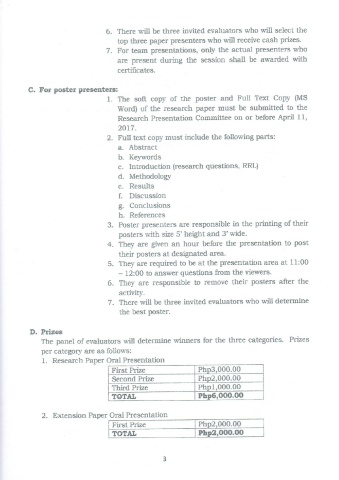 6. There will be three invited evaluators who will select the
top three paper presenters who will receive cash prizes.
7. For team presentations, only the actual presenters who
are present during the session shall be awarded with
certificates.
C. For poster presenters:
1. The soft copy of the poster and Full Text Copy (MS
Word) of the research paper must be submitted to the
Research Presentation Committee on or before April 11,
2017.
2. Full text copy must include the following parts:
a. Abstract
b. Keywords
c. Introduction (research questions, RRL)
d. Methodology
e. Results
f. Discussion
g. Conclusions
h. References
3. Poster presenters are responsible in the printing of their
posters with size 5' height and 3' wide.
4. They are given an hour before the presentation to post
their posters at designated area.
5. They are required to be at the presentation area at 11:00
– 12:00 to answer questions from the viewers.
6. They are responsible to remove their posters after the
activity.
7. There will be three invited evaluators who will determine
the best poster.
D. Prizes
The panel of evaluators will determine winners for the three categories. Prizes
per category are as follows:
1. Research Paper Oral Presentation
First Prize Php3,000.00
Second Prize Php2,000.00
Third Prize Php1,000.00
TOTAL Php6,000.00
2. Extension Paper Oral Presentation
First Prize Php2,000.00
TOTAL Php2,000.00
3